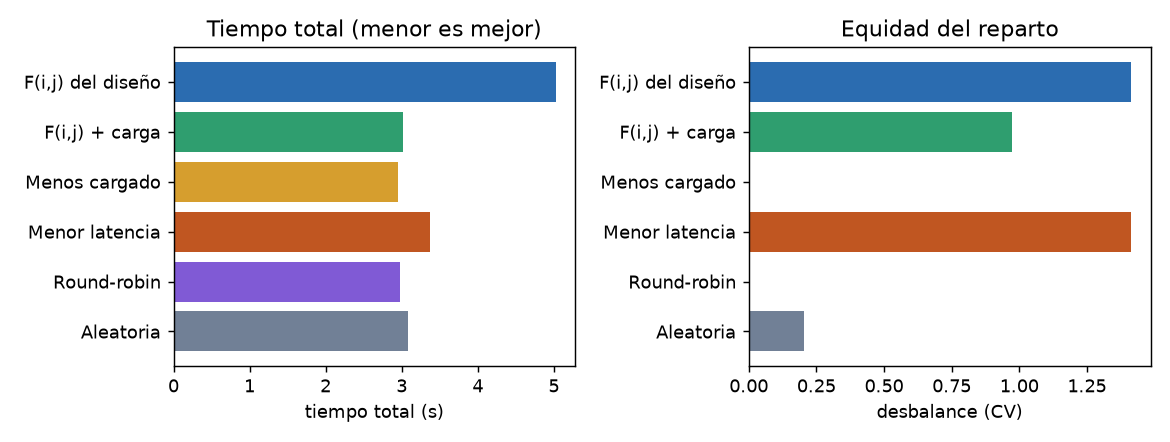 Tiempo total (menor es mejor)
F(i,j) del diseño
F(i,j) + carga
Menos cargado
Menor latencia
Round-robin
Aleatoria
0 1 2 3 4 5
tiempo total (s)
Equidad del reparto
F(i,j) del diseño
F(i,j) + carga
Menos cargado
Menor latencia
Round-robin
Aleatoria
0.00 0.25 0.50 0.75 1.00 1.25
desbalance (CV)